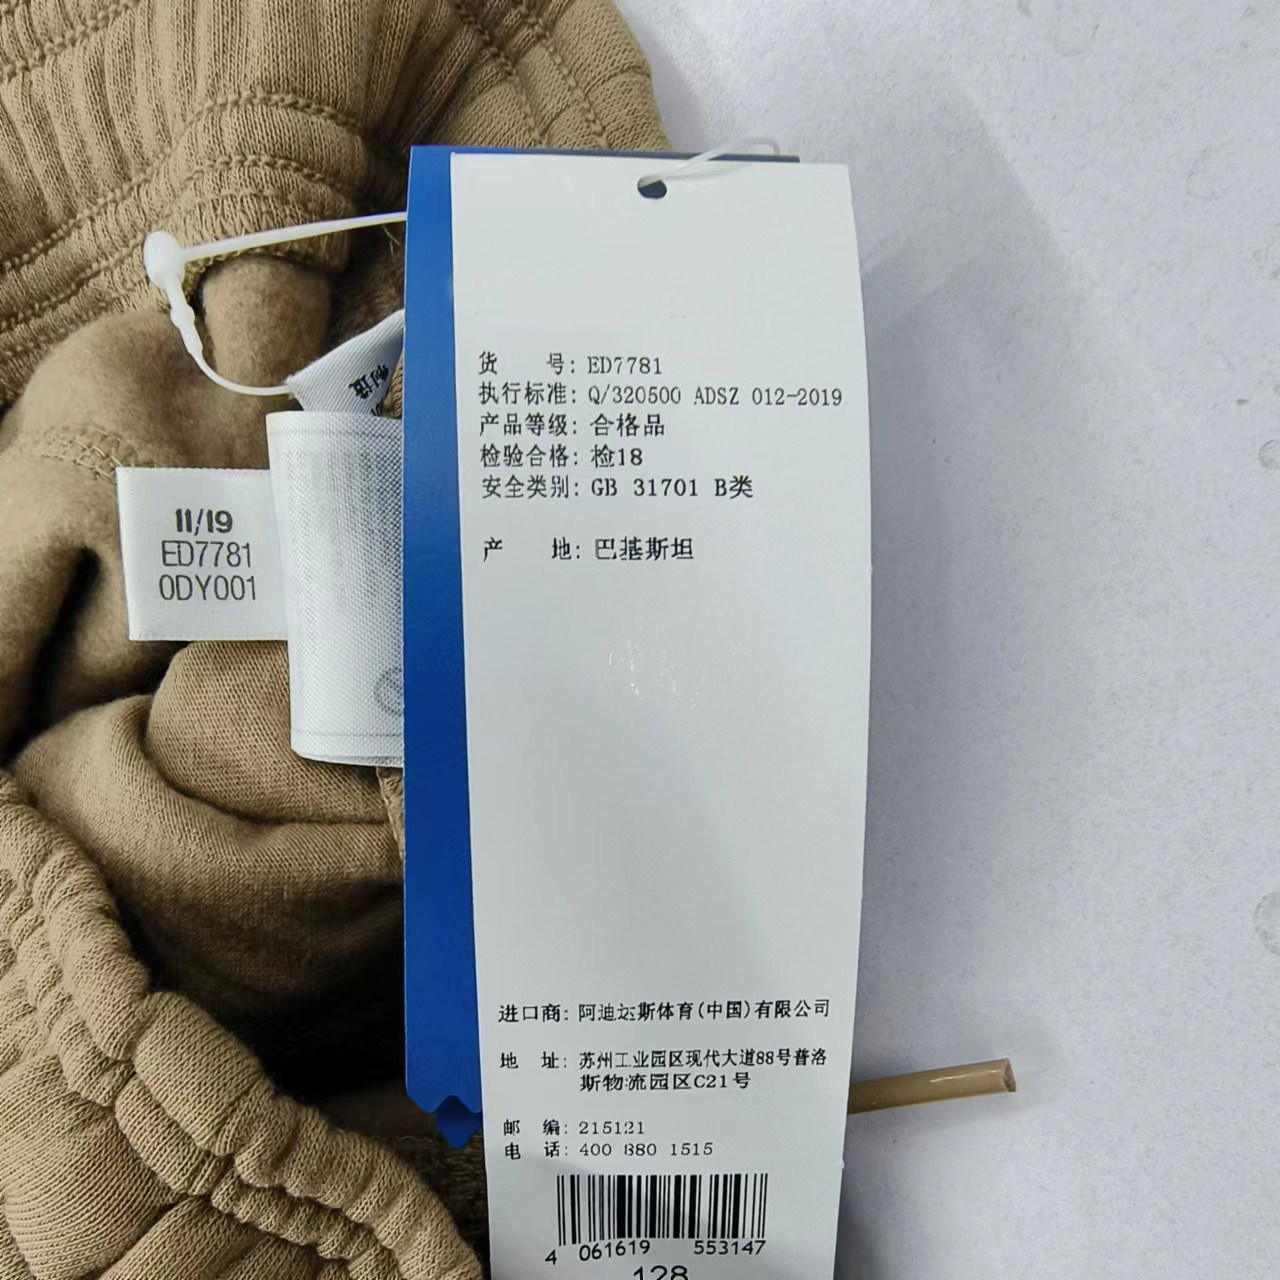 货 号: ED7781
执行标准: Q/320500 ADSZ 012-2019
产品等级: 合格品
检验合格: 检18
安全类别: GB 31701 B类
产 地: 巴基斯坦
制造
11/19
ED7781
0DY001
进口商: 阿迪达斯体育(中国)有限公司
地 址: 苏州工业园区现代大道88号普洛
斯物流园区C21号
邮 编: 215121
电 话: 400 880 1515
4 061619 553147
128